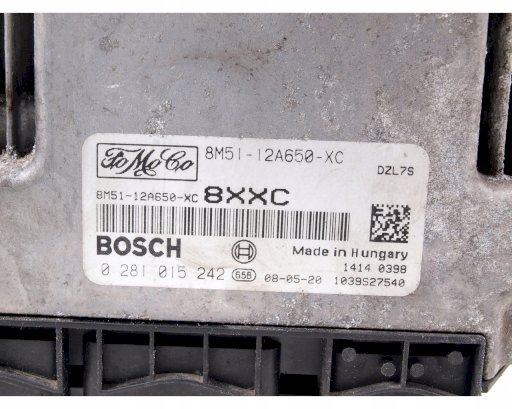 FoMoCo 8M51-12A650-XC
DZL7S
8M51-12A650-XC 8XXC
BOSCH
Made in Hungary
1414 0398
0 281 015 242 658 08-05-20 1039S27540